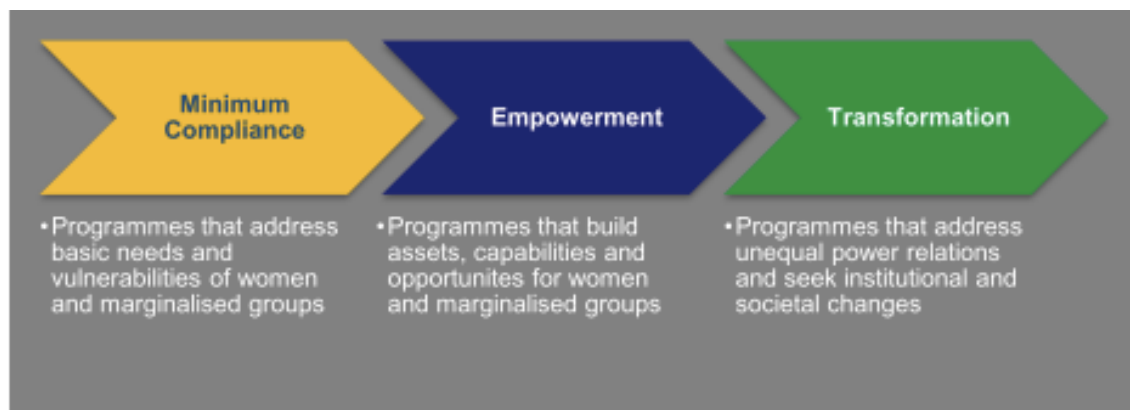 Minimum
Compliance
Empowerment
Transformation
•Programmes that address
basic needs and
vulnerabilities of women
and marginalised groups
•Programmes that build
assets, capabilities and
opportunites for women
and marginalised groups
•Programmes that address
unequal power relations
and seek institutional and
societal changes